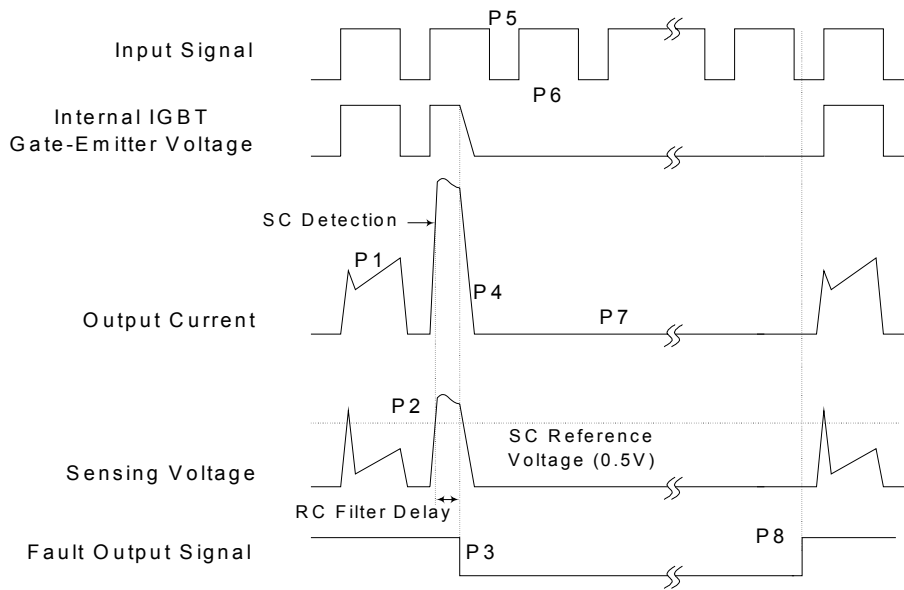 P5
Input Signal
P6
Internal IGBT
Gate-Emitter Voltage
SC Detection
P1
P4
Output Current
P7
P2
SC Reference
Voltage (0.5V)
Sensing Voltage
RC Filter Delay
Fault Output Signal
P3
P8